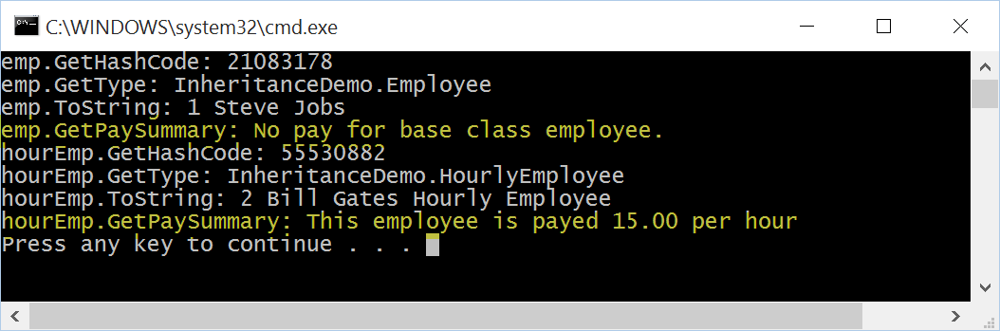 C:\WINDOWS\system32\cmd.exe
emp.GetHashCode: 21083178
emp.GetType: InheritanceDemo.Employee
emp.ToString: 1 Steve Jobs
emp.GetPaySummary: No pay for base class employee.
hourEmp.GetHashCode: 55530882
hourEmp.GetType: InheritanceDemo.HourlyEmployee
hourEmp.ToString: 2 Bill Gates Hourly Employee
hourEmp.GetPaySummary: This employee is payed 15.00 per hour
Press any key to continue . . .